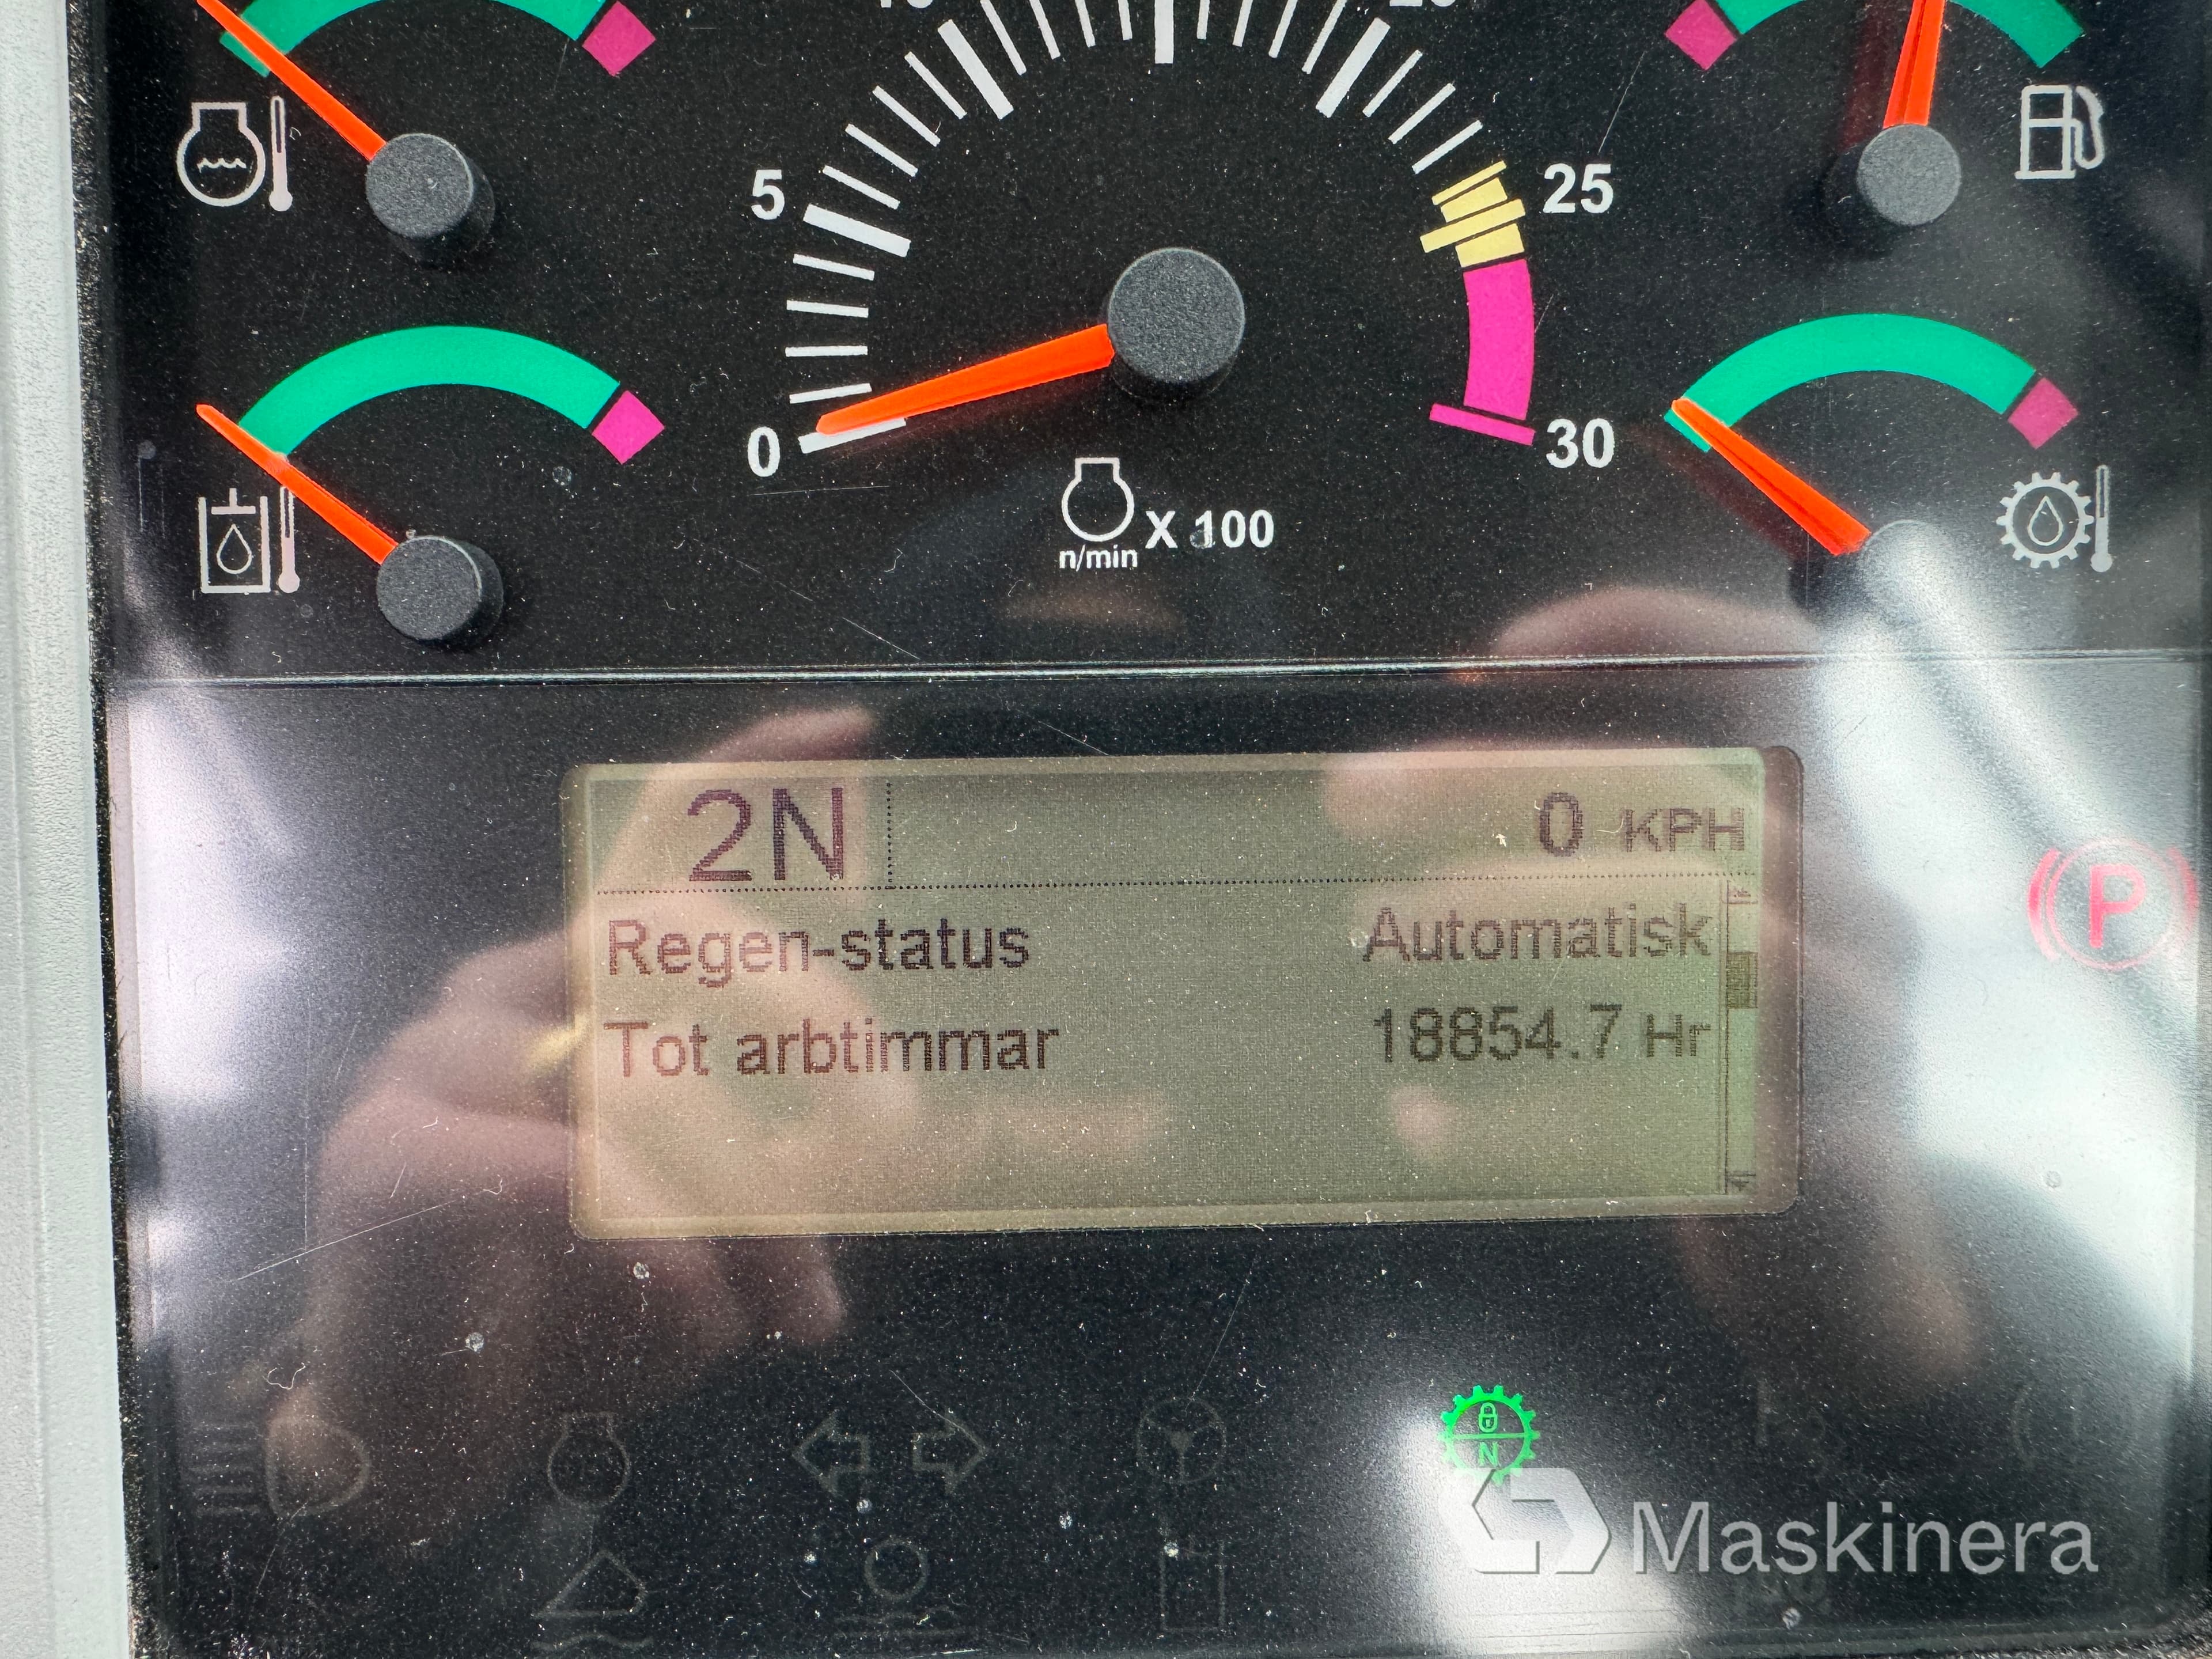 5
25
0
30
n/min X 100
2N
0 KPH
Regen-status Automatisk
Tot arbtimmar 18854.7 Hr
P
N
Maskinera